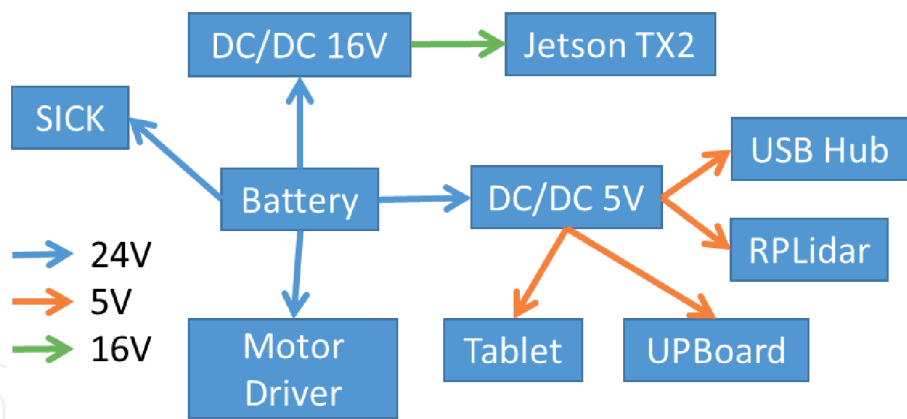 DC/DC 16V
Jetson TX2
SICK
USB Hub
Battery
DC/DC 5V
RPLidar
24V
5V
16V
Motor
Driver
Tablet
UPBoard